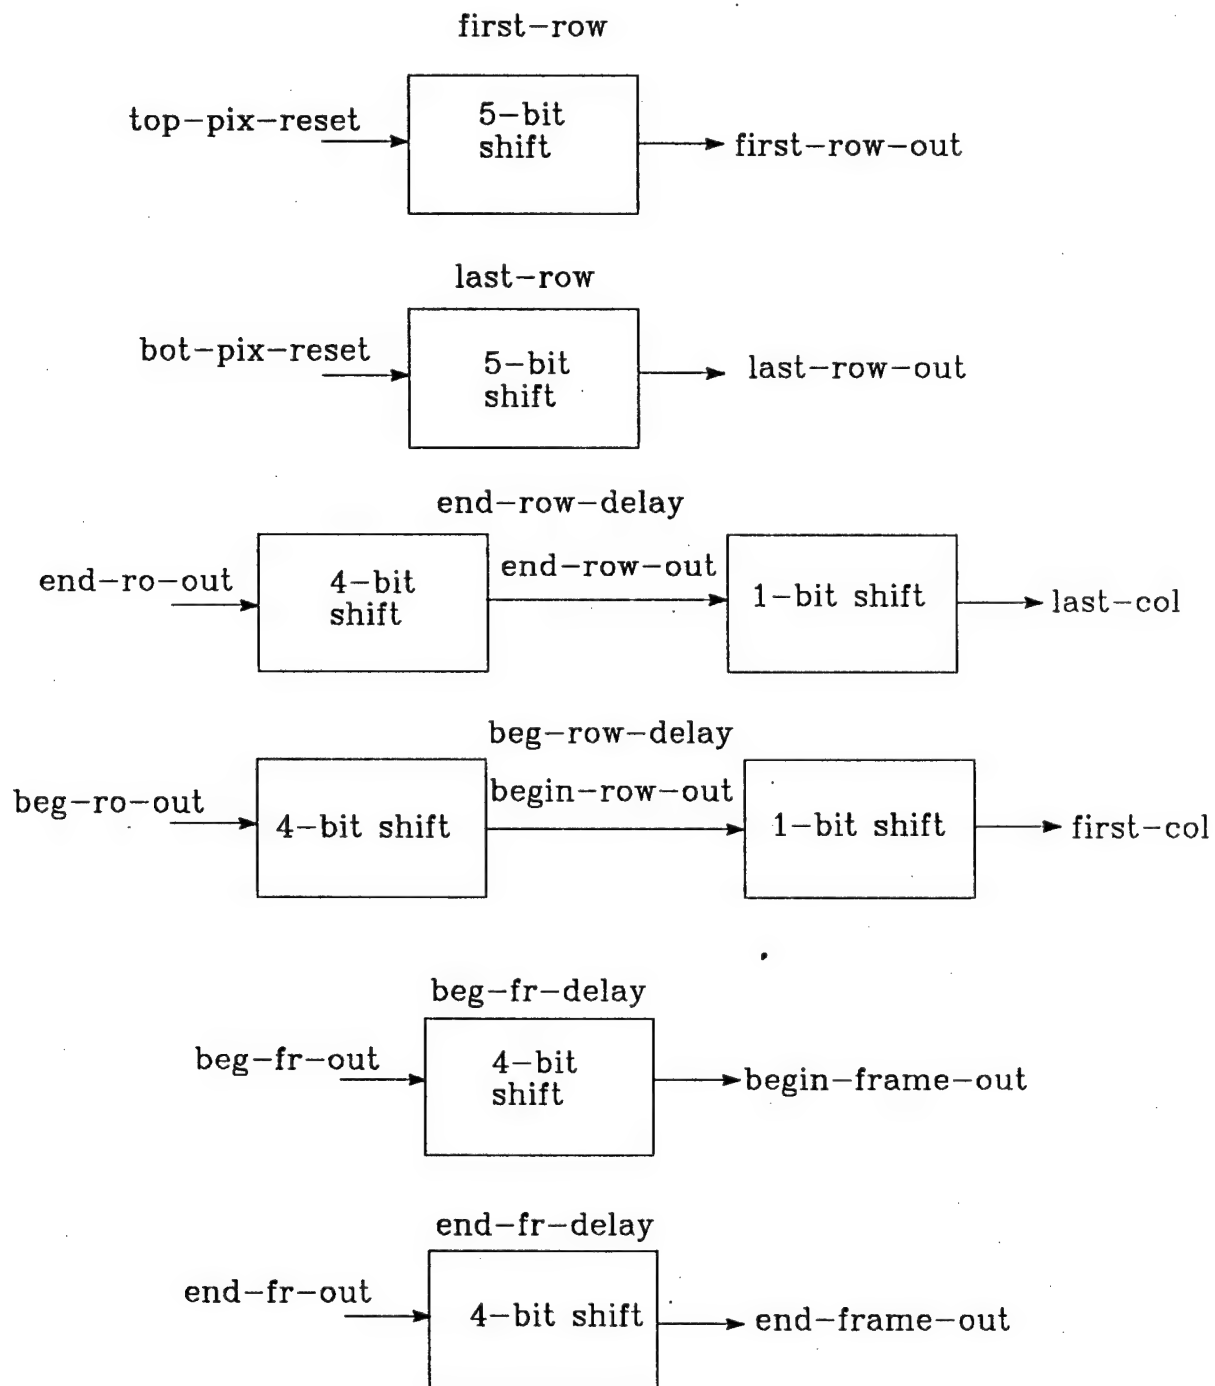 first-row
top-pix-reset
5-bit
shift
first-row-out
last-row
bot-pix-reset
5-bit
shift
last-row-out
end-row-delay
end-ro-out
4-bit
shift
end-row-out
1-bit shift
last-col
beg-row-delay
beg-ro-out
4-bit shift
begin-row-out
1-bit shift
first-col
beg-fr-delay
beg-fr-out
4-bit
shift
begin-frame-out
end-fr-delay
end-fr-out
4-bit shift
end-frame-out